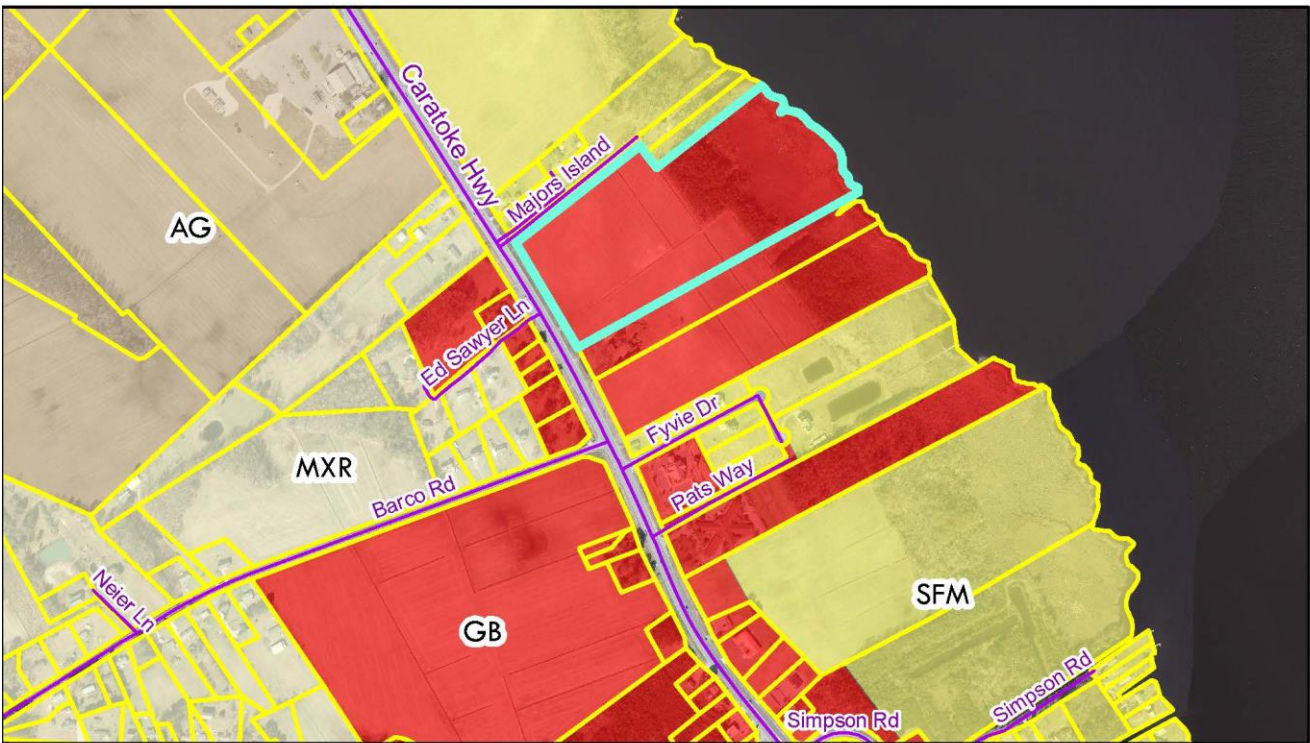 Caratoke Hwy
Majors Island
AG
Ed Sawyer Ln
Fyvie Dr
MXR
Barco Rd
Pats Way
Neier Ln
SFM
GB
Simpson Rd
Simpson Rd